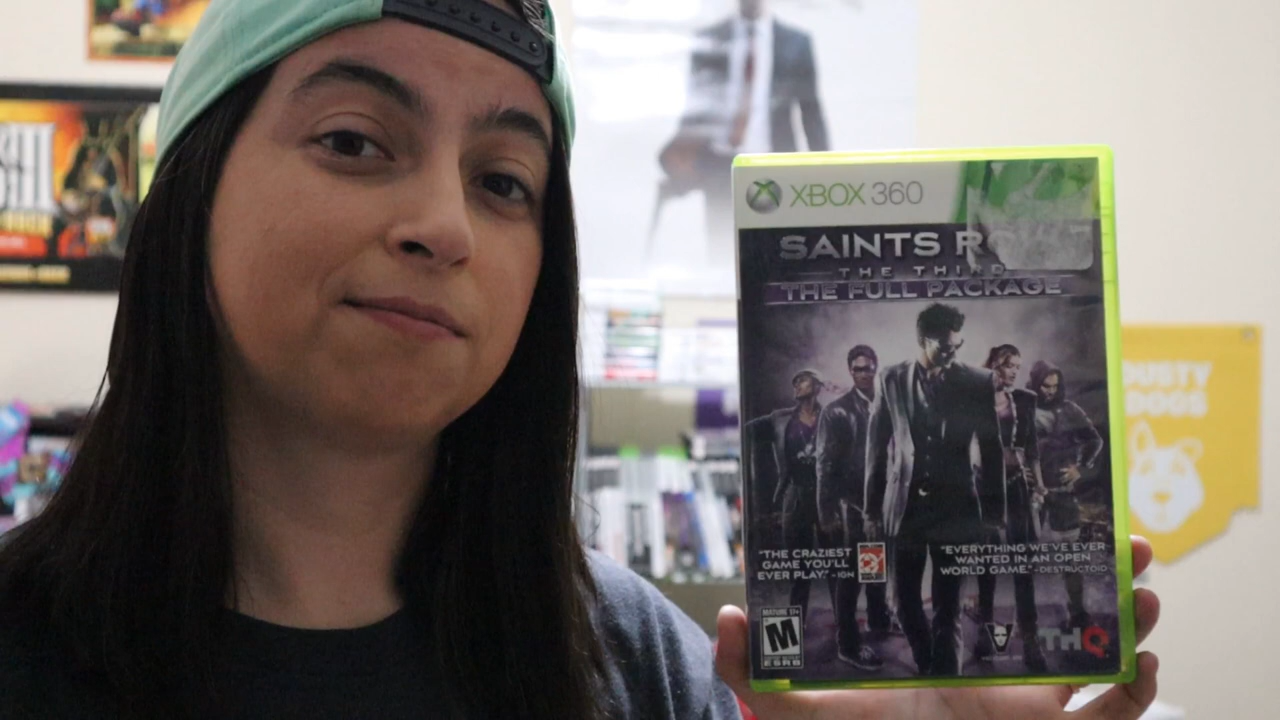 XBOX 360
SAINTS
THE THIRD
THE FULL PACKAGE
"THE CRAZIEST
GAME YOU'LL
EVER PLAY." - IGN
"EVERYTHING WE'VE EVER
WANTED IN AN OPEN
WORLD GAME." - DESTRUCTOID
MATURE 17+
M
ESRB
THQ
DUSTY
DOGS